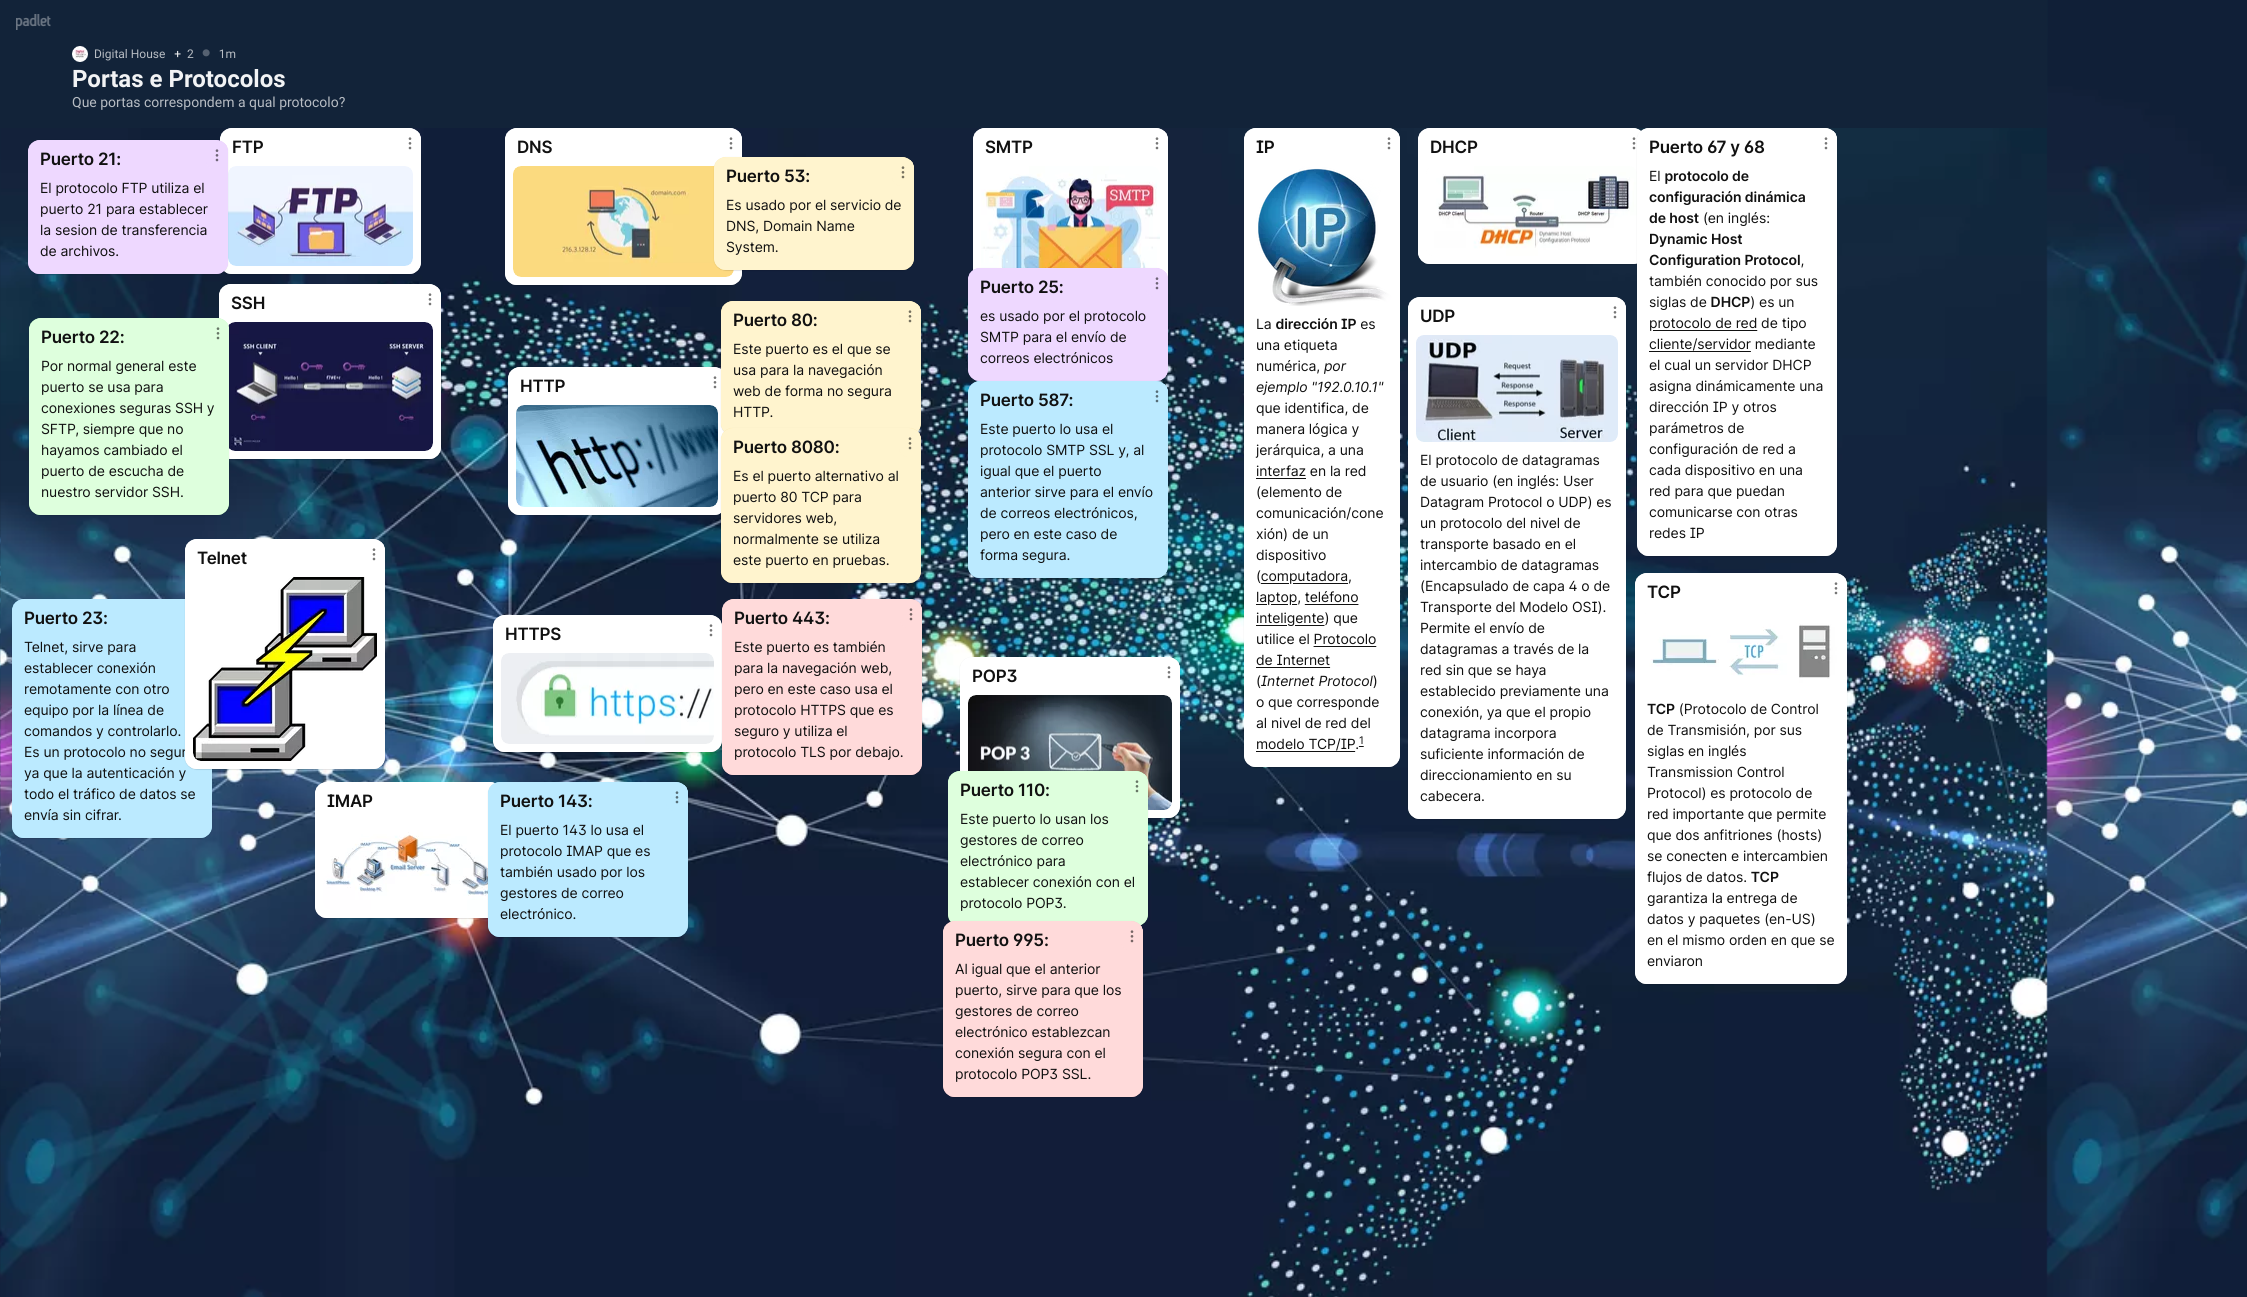 padlet
Digital House + 2 • 1m
Portas e Protocolos
Que portas correspondem a qual protocolo?
Puerto 21:
El protocolo FTP utiliza el
puerto 21 para establecer
la sesion de transferencia
de archivos.
FTP
FTP
Puerto 22:
Por normal general este
puerto se usa para
conexiones seguras SSH y
SFTP, siempre que no
hayamos cambiado el
puerto de escucha de
nuestro servidor SSH.
SSH
SSH CLIENT
SSH SERVER
Hello !
Hello !
Puerto 23:
Telnet, sirve para
establecer conexión
remotamente con otro
equipo por la línea de
comandos y controlarlo.
Es un protocolo no segur
ya que la autenticación y
todo el tráfico de datos se
envía sin cifrar.
Telnet
IMAP
Email Server
Puerto 143:
El puerto 143 lo usa el
protocolo IMAP que es
también usado por los
gestores de correo
electrónico.
DNS
domain.com
216.3.128.12
Puerto 53:
Es usado por el servicio de
DNS, Domain Name
System.
HTTP
http://www
Puerto 80:
Este puerto es el que se
usa para la navegación
web de forma no segura
HTTP.
Puerto 8080:
Es el puerto alternativo al
puerto 80 TCP para
servidores web,
normalmente se utiliza
este puerto en pruebas.
HTTPS
https://
Puerto 443:
Este puerto es también
para la navegación web,
pero en este caso usa el
protocolo HTTPS que es
seguro y utiliza el
protocolo TLS por debajo.
SMTP
SMTP
Puerto 25:
es usado por el protocolo
SMTP para el envío de
correos electrónicos
Puerto 587:
Este puerto lo usa el
protocolo SMTP SSL y, al
igual que el puerto
anterior sirve para el envío
de correos electrónicos,
pero en este caso de
forma segura.
POP3
POP 3
Puerto 110:
Este puerto lo usan los
gestores de correo
electrónico para
establecer conexión con el
protocolo POP3.
Puerto 995:
Al igual que el anterior
puerto, sirve para que los
gestores de correo
electrónico establezcan
conexión segura con el
protocolo POP3 SSL.
IP
IP
La dirección IP es
una etiqueta
numérica, por
ejemplo "192.0.10.1"
que identifica, de
manera lógica y
jerárquica, a una
interfaz en la red
(elemento de
comunicación/cone
xión) de un
dispositivo
(computadora,
laptop, teléfono
inteligente) que
utilice el Protocolo
de Internet
(Internet Protocol)
o que corresponde
al nivel de red del
modelo TCP/IP.1
DHCP
DHCP Client
Router
DHCP Server
DHCP Dynamic Host
Configuration Protocol
UDP
UDP
Request
Response
Response
Client
Server
El protocolo de datagramas
de usuario (en inglés: User
Datagram Protocol o UDP) es
un protocolo del nivel de
transporte basado en el
intercambio de datagramas
(Encapsulado de capa 4 o de
Transporte del Modelo OSI).
Permite el envío de
datagramas a través de la
red sin que se haya
establecido previamente una
conexión, ya que el propio
datagrama incorpora
suficiente información de
direccionamiento en su
cabecera.
Puerto 67 y 68
El protocolo de
configuración dinámica
de host (en inglés:
Dynamic Host
Configuration Protocol,
también conocido por sus
siglas de DHCP) es un
protocolo de red de tipo
cliente/servidor mediante
el cual un servidor DHCP
asigna dinámicamente una
dirección IP y otros
parámetros de
configuración de red a
cada dispositivo en una
red para que puedan
comunicarse con otras
redes IP
TCP
TCP
TCP (Protocolo de Control
de Transmisión, por sus
siglas en inglés
Transmission Control
Protocol) es protocolo de
red importante que permite
que dos anfitriones (hosts)
se conecten e intercambien
flujos de datos. TCP
garantiza la entrega de
datos y paquetes (en-US)
en el mismo orden en que se
enviaron